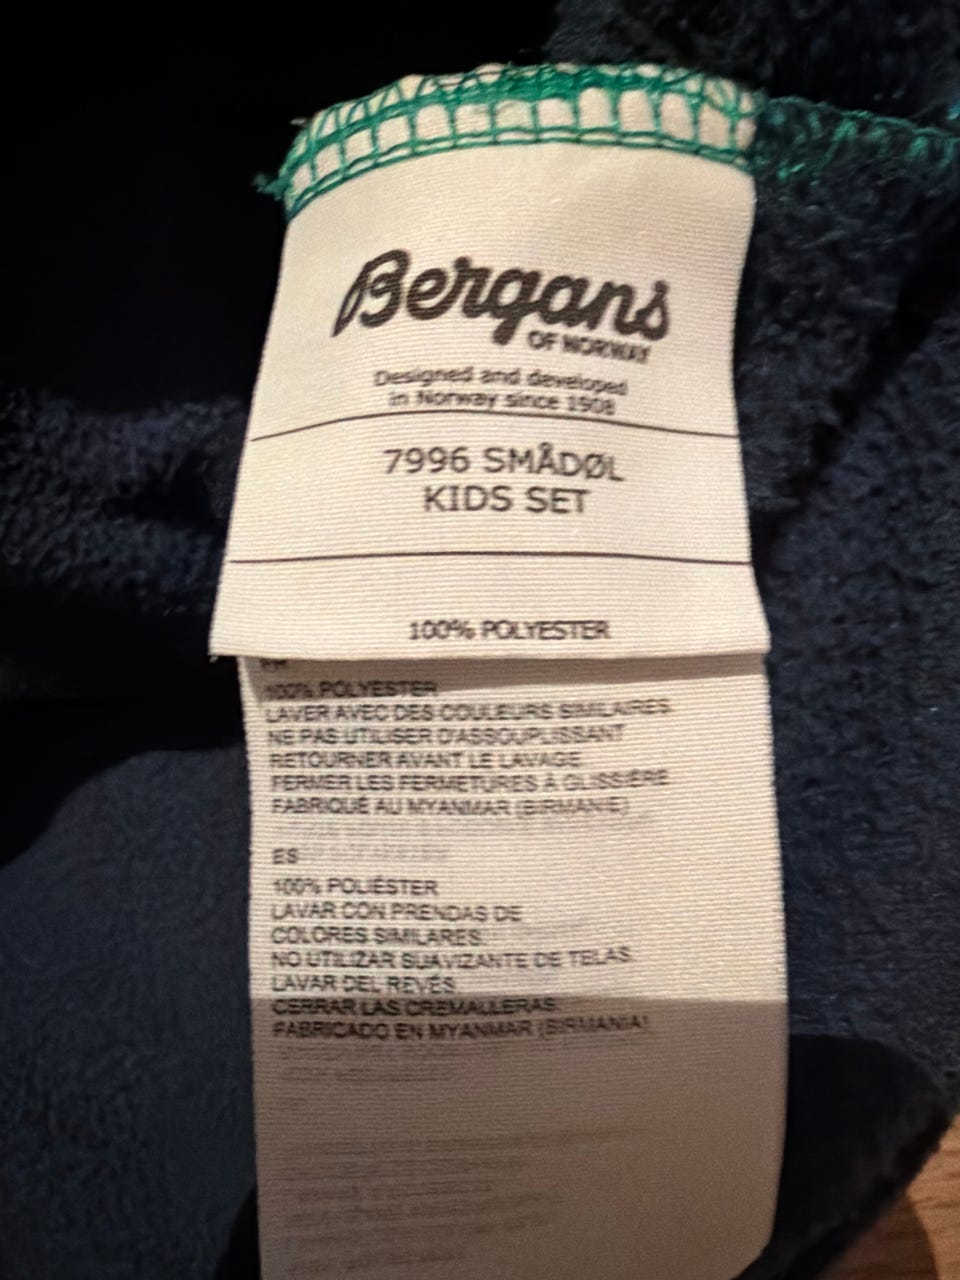 Bergans
OF NORWAY
Designed and developed
in Norway since 1908
7996 SMÅDØL
KIDS SET
100% POLYESTER
FR
100% POLYESTER
LAVER AVEC DES COULEURS SIMILAIRES.
NE PAS UTILISER D'ASSOUPLISSANT
RETOURNER AVANT LE LAVAGE
FERMER LES FERMETURES À GLISSIÈRE
FABRIQUÉ AU MYANMAR (BIRMANIE)
ES
100% POLIÉSTER
LAVAR CON PRENDAS DE
COLORES SIMILARES.
NO UTILIZAR SUAVIZANTE DE TELAS.
LAVAR DEL REVÉS
CERRAR LAS CREMALLERAS
FABRICADO EN MYANMAR (BIRMANIA)